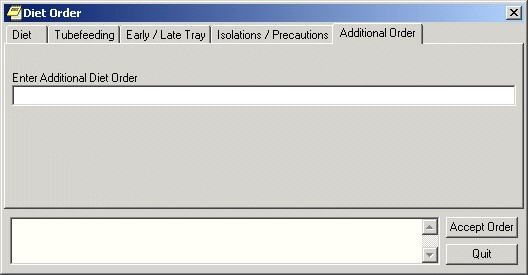 Diet Order
Diet Tubefeeding Early / Late Tray Isolations / Precautions Additional Order
Enter Additional Diet Order
Accept Order
Quit